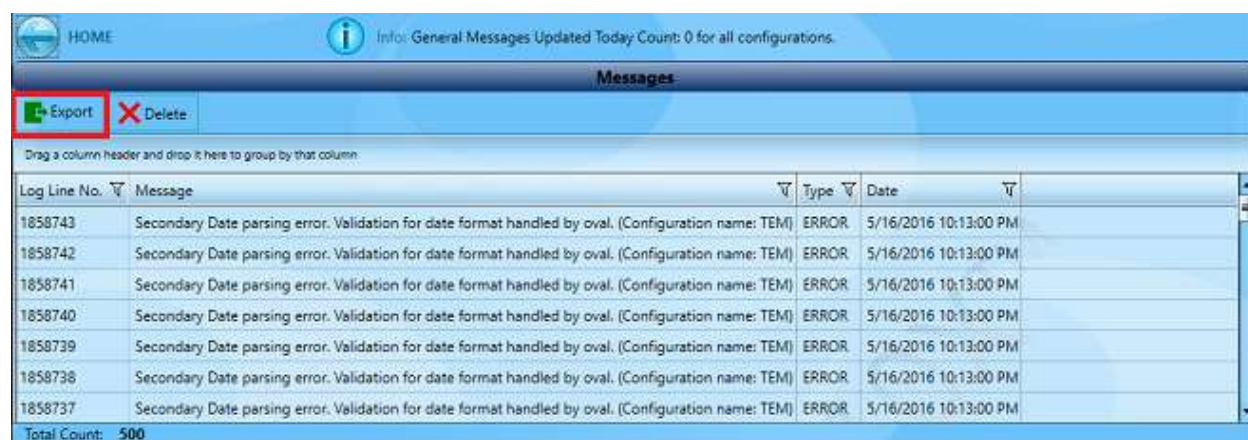 HOME
Info: General Messages Updated Today Count: 0 for all configurations.
Messages
Export Delete
Drag a column header and drop it here to group by that column
Log Line No. Message Type Date
1858743 Secondary Date parsing error. Validation for date format handled by oval. (Configuration name: TEM) ERROR 5/16/2016 10:13:00 PM
1858742 Secondary Date parsing error. Validation for date format handled by oval. (Configuration name: TEM) ERROR 5/16/2016 10:13:00 PM
1858741 Secondary Date parsing error. Validation for date format handled by oval. (Configuration name: TEM) ERROR 5/16/2016 10:13:00 PM
1858740 Secondary Date parsing error. Validation for date format handled by oval. (Configuration name: TEM) ERROR 5/16/2016 10:13:00 PM
1858739 Secondary Date parsing error. Validation for date format handled by oval. (Configuration name: TEM) ERROR 5/16/2016 10:13:00 PM
1858738 Secondary Date parsing error. Validation for date format handled by oval. (Configuration name: TEM) ERROR 5/16/2016 10:13:00 PM
1858737 Secondary Date parsing error. Validation for date format handled by oval. (Configuration name: TEM) ERROR 5/16/2016 10:13:00 PM
Total Count: 500